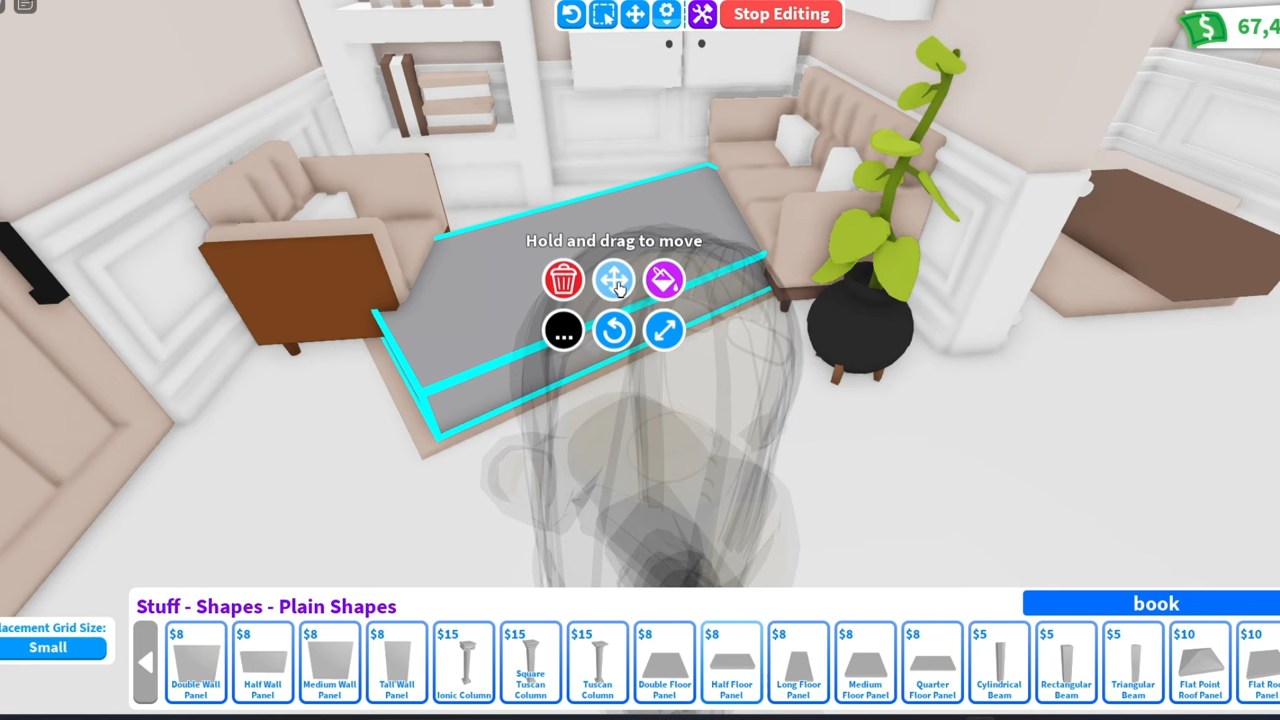 Stop Editing
67,4
Hold and drag to move
...
Stuff - Shapes - Plain Shapes
book
lacement Grid Size:
Small
$8
Double Wall
Panel
$8
Half Wall
Panel
$8
Medium Wall
Panel
$8
Tall Wall
Panel
$15
Ionic Column
$15
Square
Tuscan
Column
$15
Tuscan
Column
$8
Double Floor
Panel
$8
Half Floor
Panel
$8
Long Floor
Panel
$8
Medium
Floor Panel
$8
Quarter
Floor Panel
$5
Cylindrical
Beam
$5
Rectangular
Beam
$5
Triangular
Beam
$10
Flat Point
Roof Panel
$10
Flat Roo
Panel